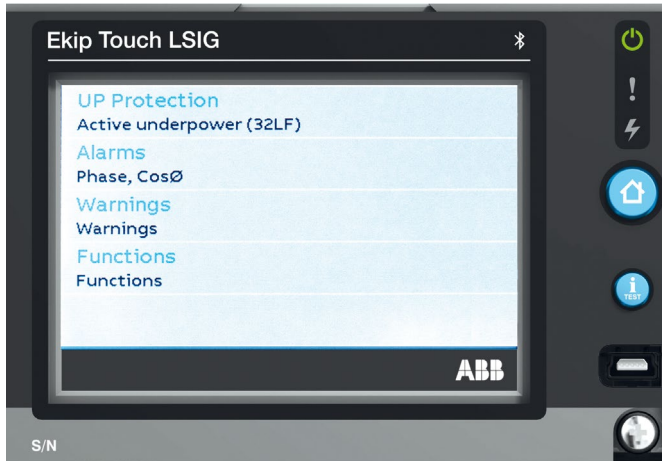 Ekip Touch LSIG
UP Protection
Active underpower (32LF)
Alarms
Phase, CosØ
Warnings
Warnings
Functions
Functions
ABB
i
TEST
S/N